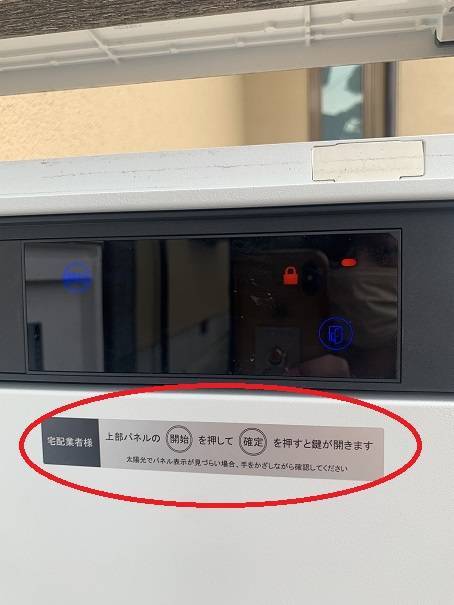 宅配業者様 上部パネルの 開始 を押して 確定 を押すと鍵が開きます
太陽光でパネル表示が見づらい場合、手をかざしながら確認してください